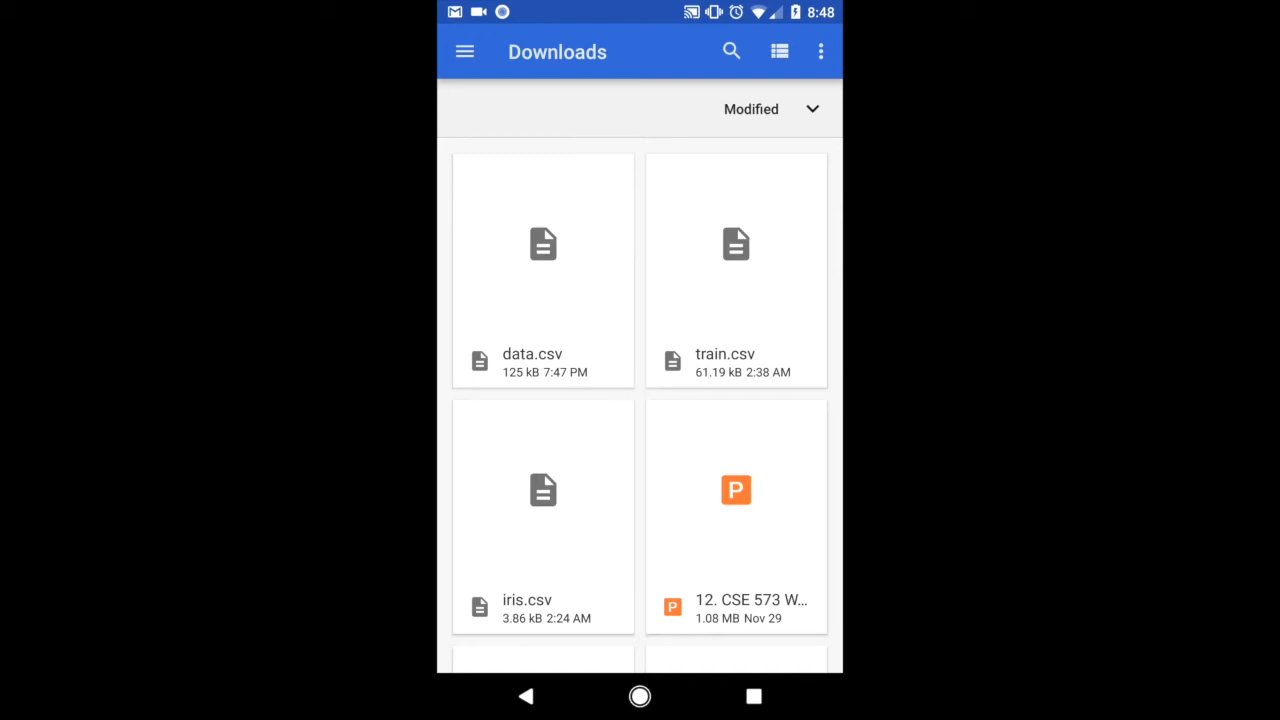 8:48
Downloads
Modified
data.csv
125 kB 7:47 PM
train.csv
61.19 kB 2:38 AM
iris.csv
3.86 kB 2:24 AM
P
P
12. CSE 573 W...
1.08 MB Nov 29